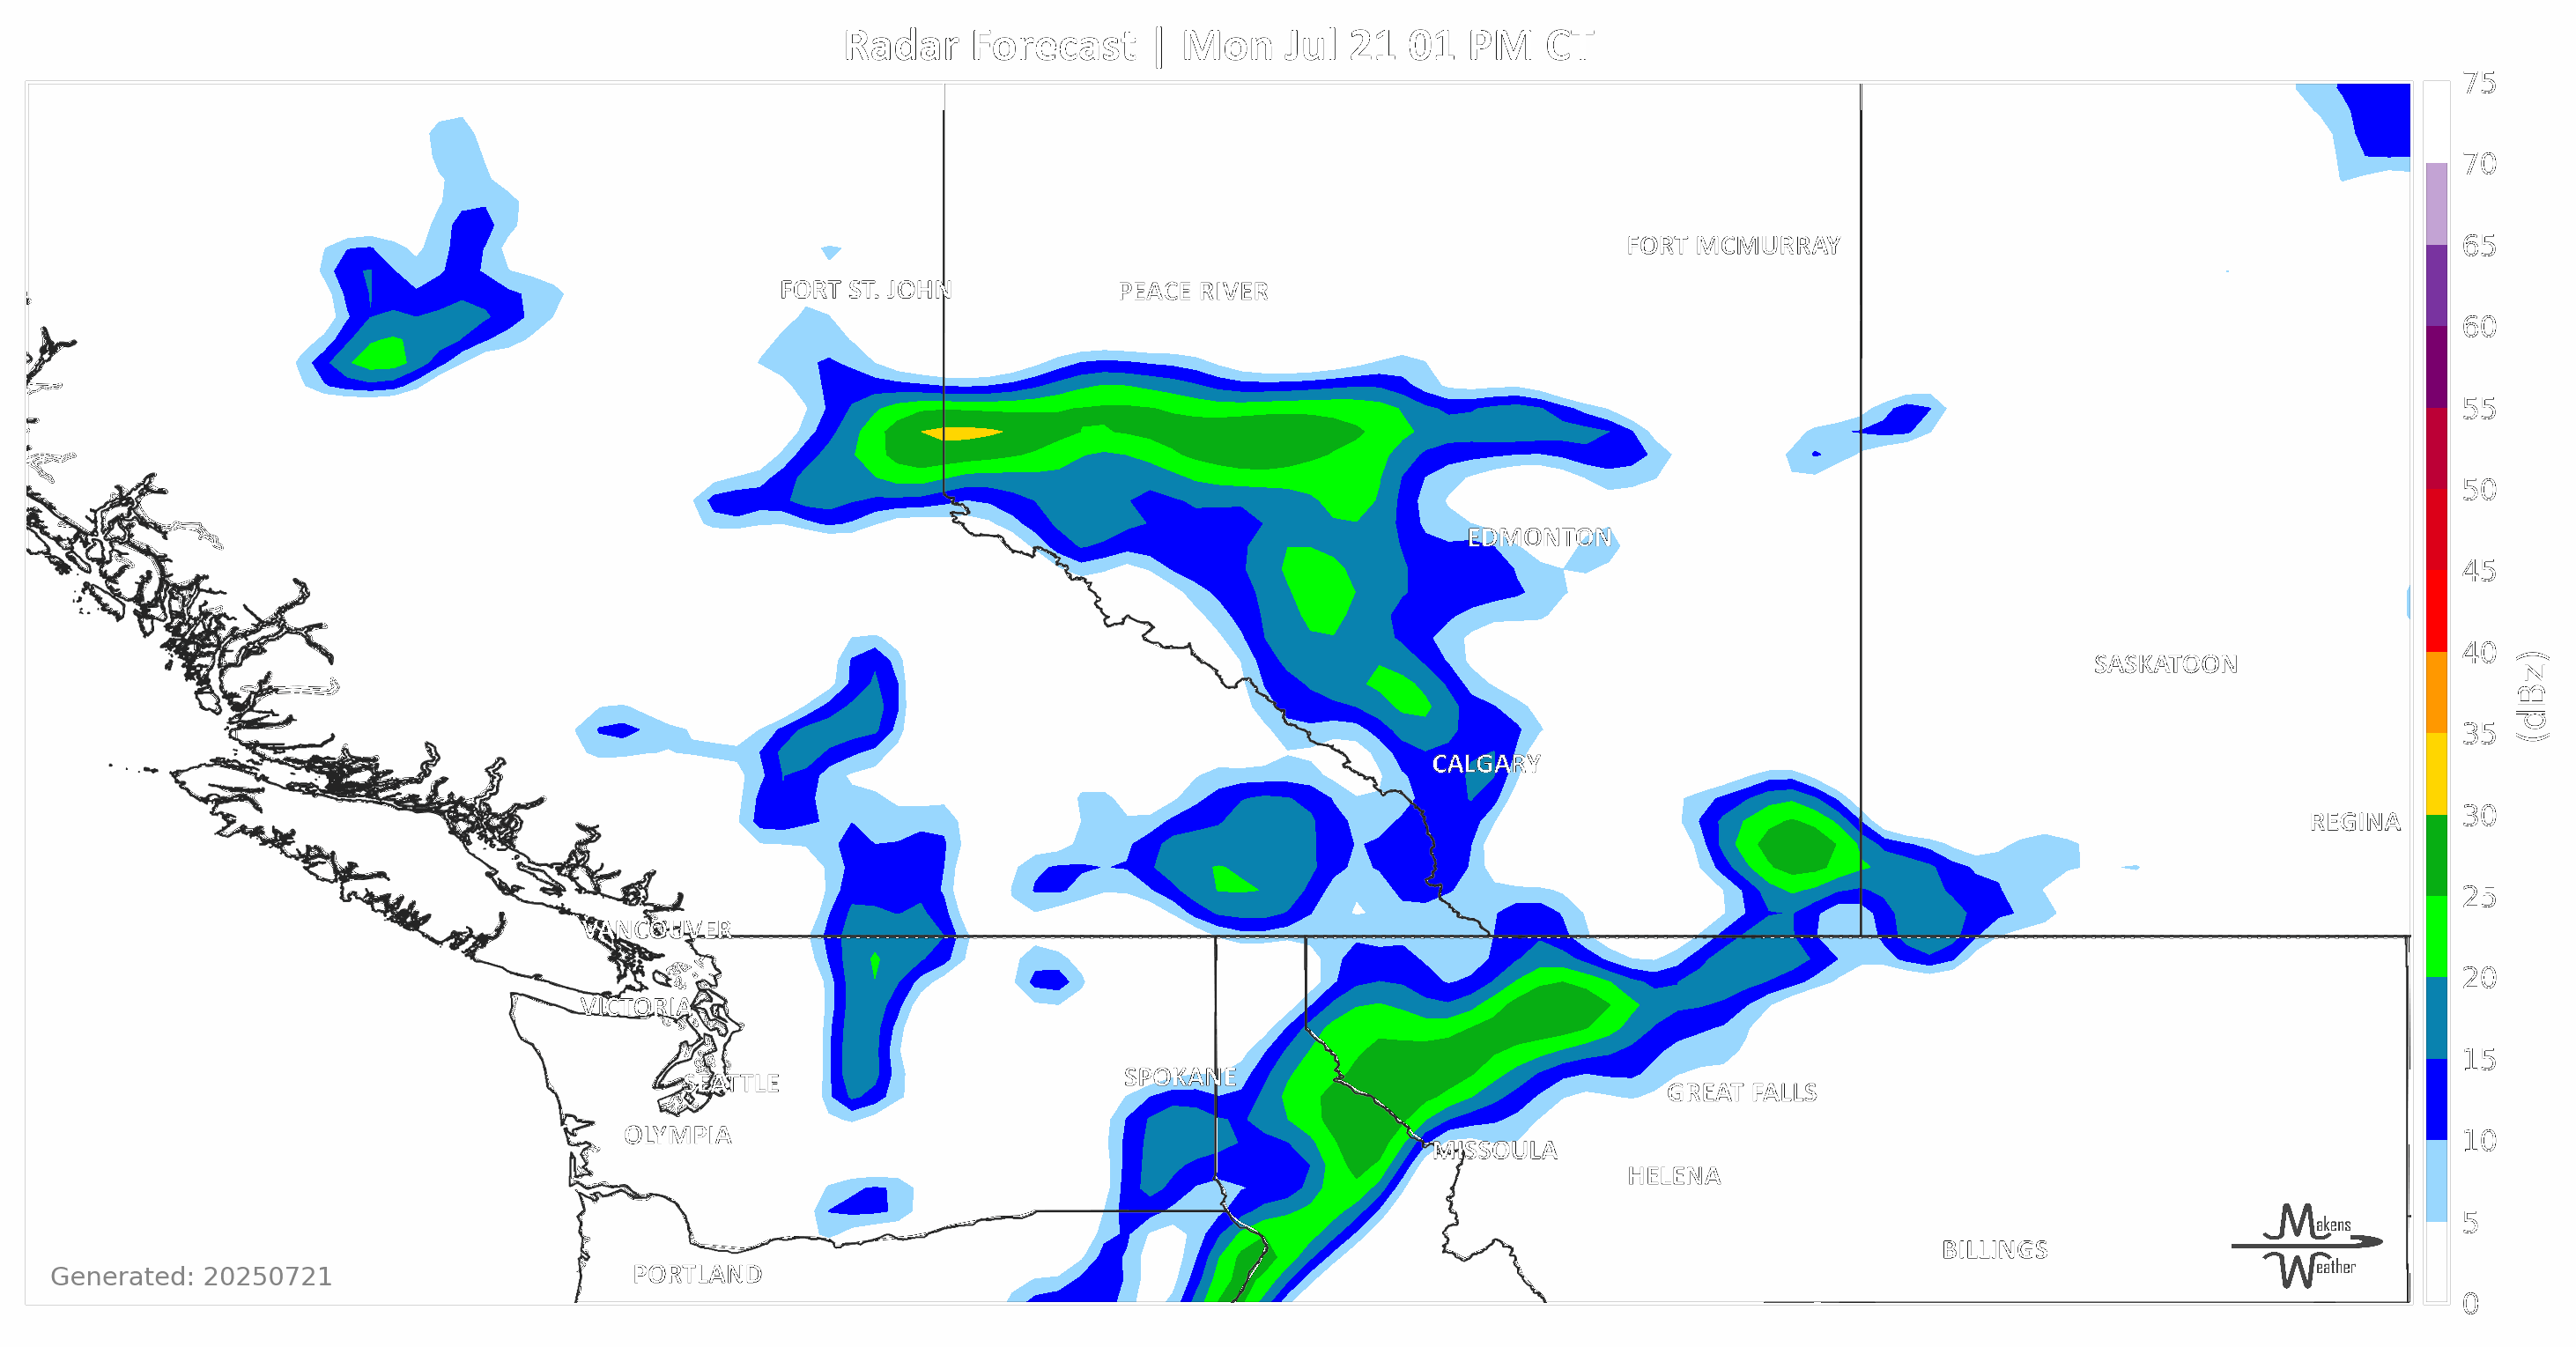 Radar Forecast | Mon Jul 21 01 PM CT
75
70
65
60
55
50
45
40
35
30
25
20
15
10
5
0
(dBz)
FORT MCMURRAY
FORT ST. JOHN
PEACE RIVER
EDMONTON
SASKATOON
CALGARY
REGINA
VANCOUVER
VICTORIA
SPOKANE
SEATTLE
GREAT FALLS
OLYMPIA
MISSOULA
HELENA
BILLINGS
PORTLAND
Makens
Weather
Generated: 20250721